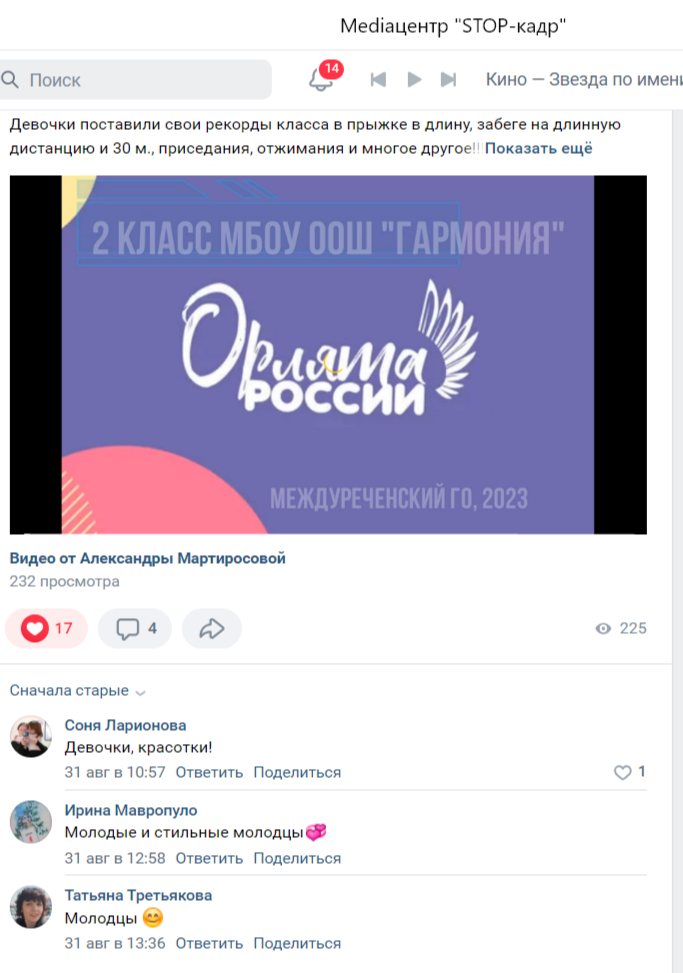 Mediaцентр "STOP-кадр"
Поиск
14
Кино — Звезда по имени
Девочки поставили свои рекорды класса в прыжке в длину, забеге на длинную
дистанцию и 30 м., приседания, отжимания и многое другое!! Показать ещё
2 КЛАСС МБОУ ООШ "ГАРМОНИЯ"
Орлята
РОССИИ
МЕЖДУРЕЧЕНСКИЙ ГО, 2023
Видео от Александры Мартиросовой
232 просмотра
17 4 225
Сначала старые
Соня Ларионова
Девочки, красотки!
31 авг в 10:57 Ответить Поделиться 1
Ирина Мавропуло
Молодые и стильные молодцы💞
31 авг в 12:58 Ответить Поделиться
Татьяна Третьякова
Молодцы 😊
31 авг в 13:36 Ответить Поделиться